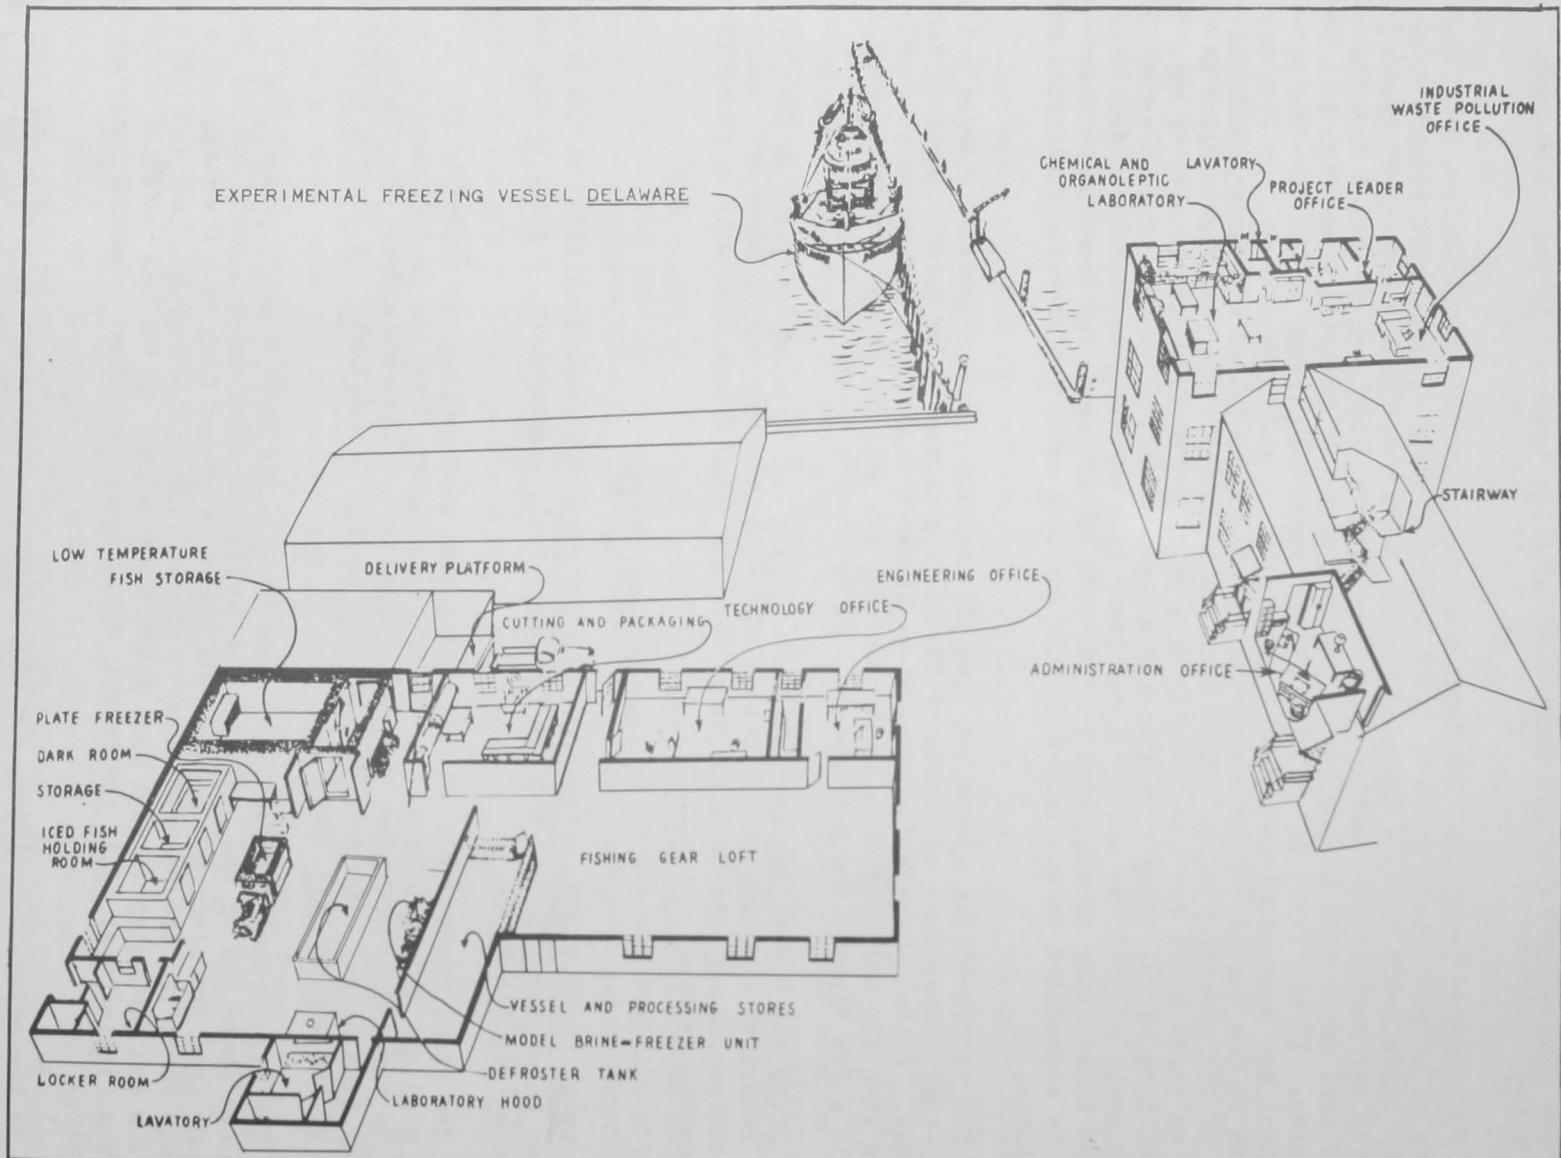 INDUSTRIAL
WASTE POLLUTION
OFFICE
CHEMICAL AND
ORGANOLEPTIC
LABORATORY
LAVATORY
PROJECT LEADER
OFFICE
EXPERIMENTAL FREEZING VESSEL DELAWARE
STAIRWAY
LOW TEMPERATURE
FISH STORAGE
DELIVERY PLATFORM
ENGINEERING OFFICE
CUTTING AND PACKAGING
TECHNOLOGY OFFICE
ADMINISTRATION OFFICE
PLATE FREEZER
DARK ROOM
STORAGE
ICED FISH
HOLDING
ROOM
FISHING GEAR LOFT
VESSEL AND PROCESSING STORES
MODEL BRINE-FREEZER UNIT
DEFROSTER TANK
LOCKER ROOM
LABORATORY HOOD
LAVATORY